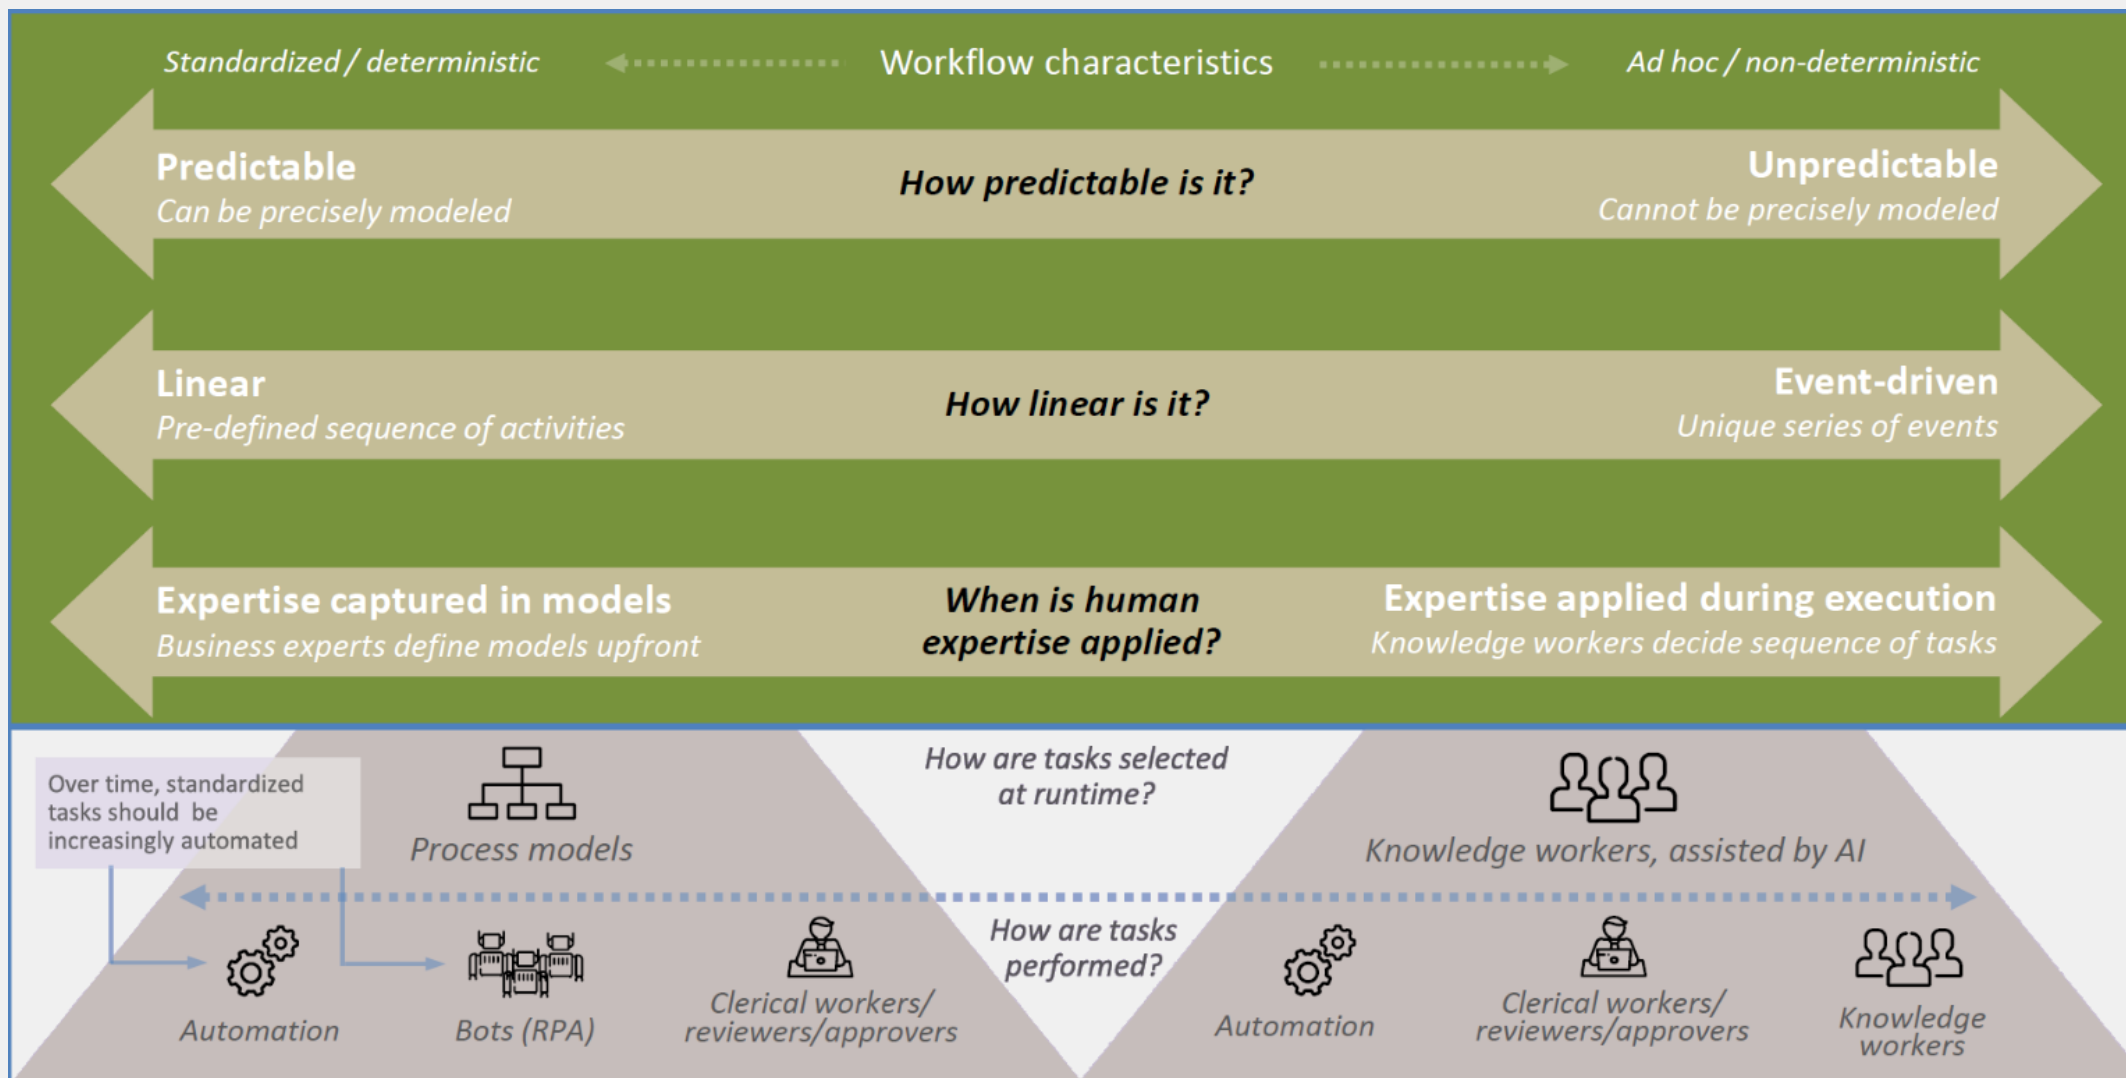 Standardized / deterministic
Workflow characteristics
Ad hoc / non-deterministic
Predictable
Can be precisely modeled
How predictable is it?
Unpredictable
Cannot be precisely modeled
Linear
Pre-defined sequence of activities
How linear is it?
Event-driven
Unique series of events
Expertise captured in models
Business experts define models upfront
When is human
expertise applied?
Expertise applied during execution
Knowledge workers decide sequence of tasks
Over time, standardized
tasks should be
increasingly automated
Process models
How are tasks selected
at runtime?
Knowledge workers, assisted by AI
Automation
Bots (RPA)
Clerical workers/
reviewers/approvers
How are tasks
performed?
Automation
Clerical workers/
reviewers/approvers
Knowledge
workers